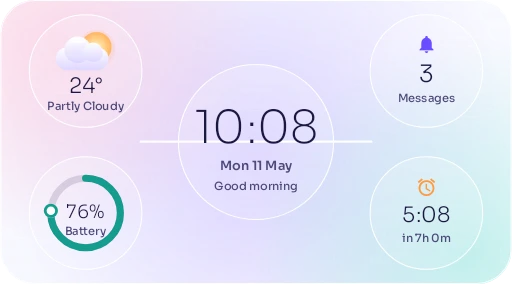 24°
Partly Cloudy
3
Messages
10:08
Mon 11 May
Good morning
76%
Battery
5:08
in 7h 0m